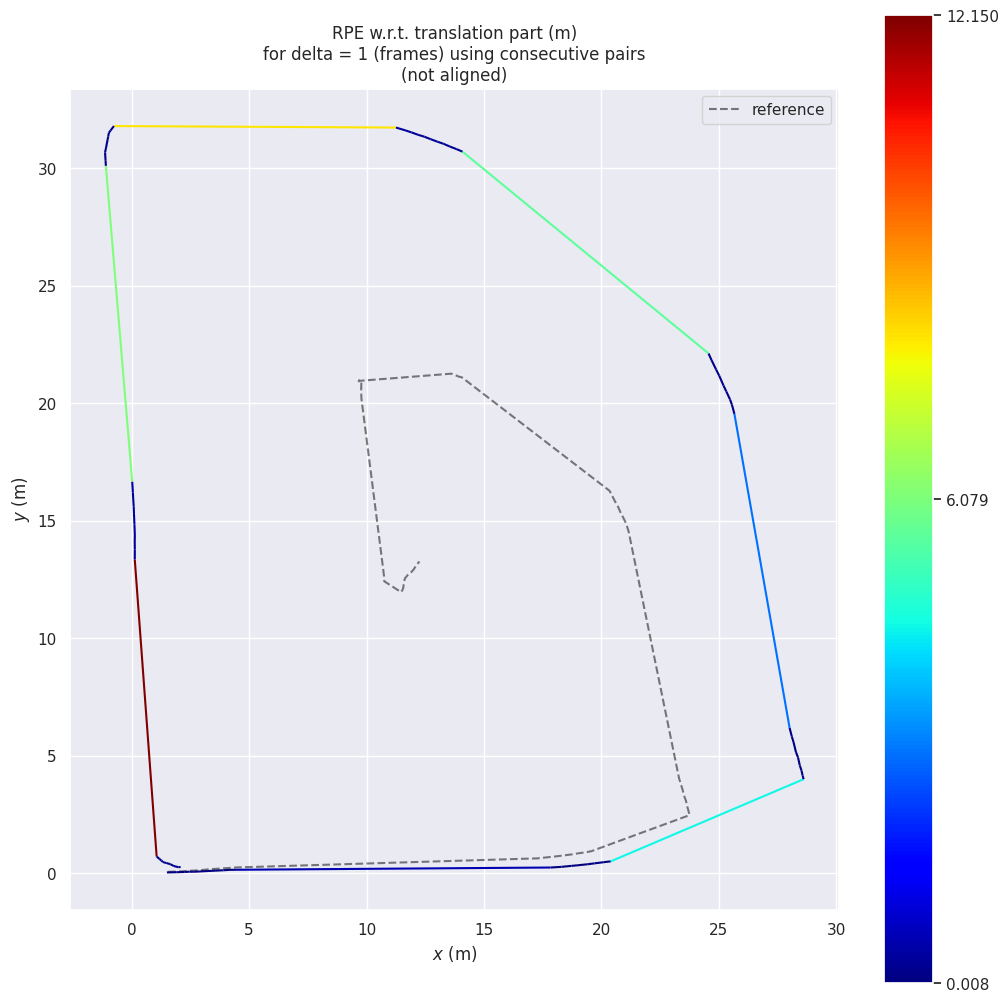 RPE w.r.t. translation part (m)
for delta = 1 (frames) using consecutive pairs
(not aligned)
reference
12.150
6.079
0.008
30
25
20
15
10
5
0
y (m)
0 5 10 15 20 25 30
x (m)